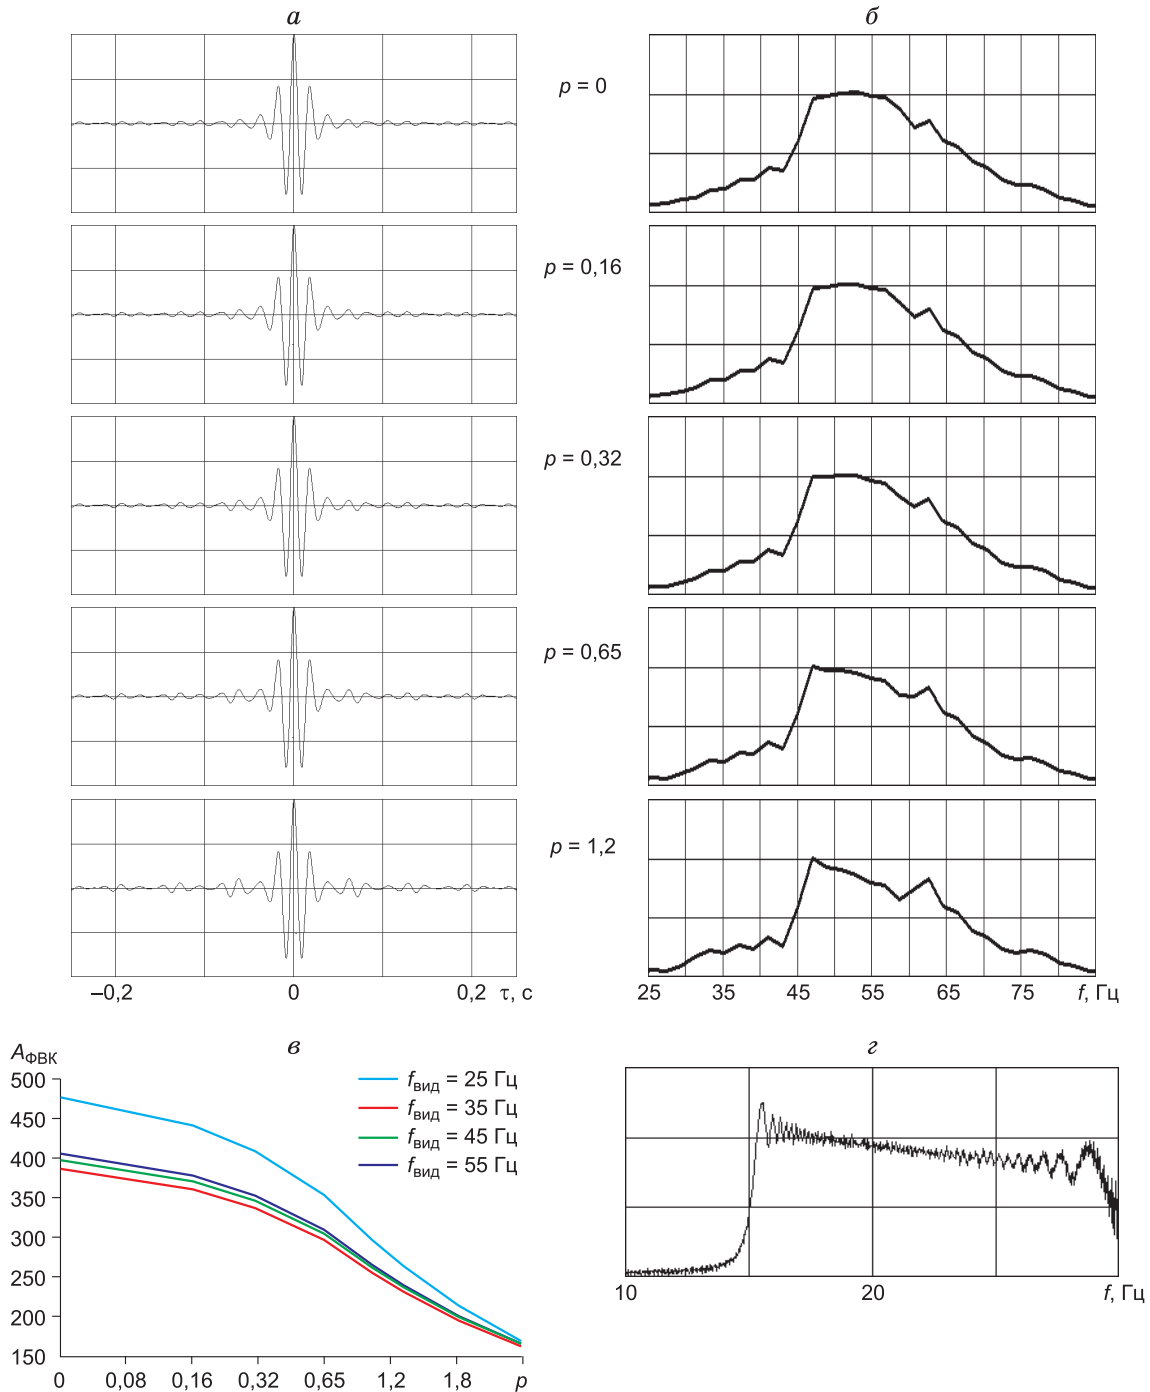 а б
p = 0
p = 0,16
p = 0,32
p = 0,65
p = 1,2
–0,2 0 0,2 τ, с 25 35 45 55 65 75 f, Гц
в г
AФВК
500
450
400
350
300
250
200
150
fвид = 25 Гц
fвид = 35 Гц
fвид = 45 Гц
fвид = 55 Гц
0 0,08 0,16 0,32 0,65 1,2 1,8 p
10 20 f, Гц